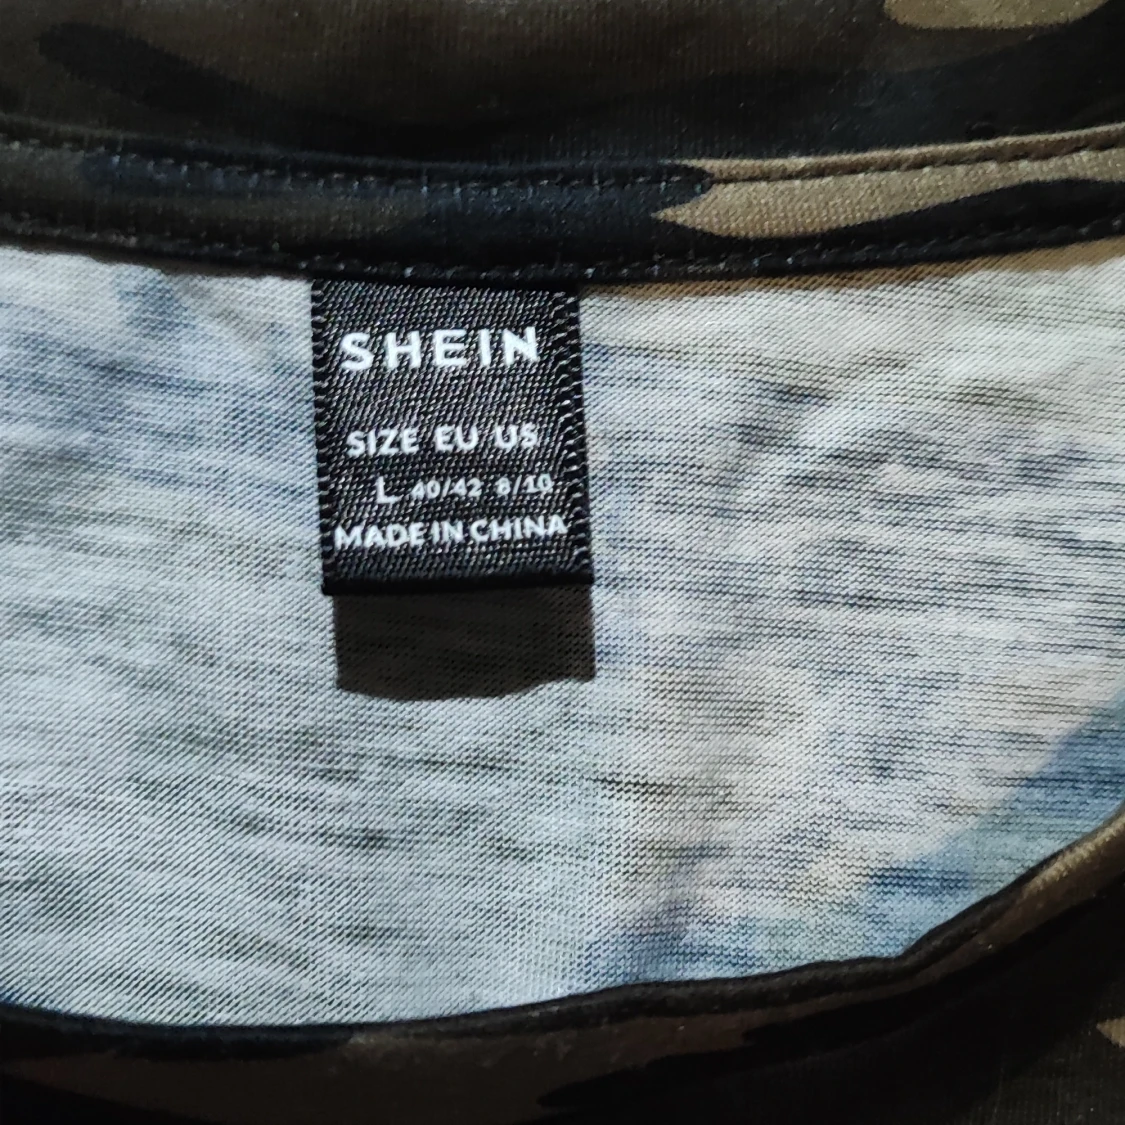 SHEIN
SIZE EU US
L 40/42 8/10
MADE IN CHINA